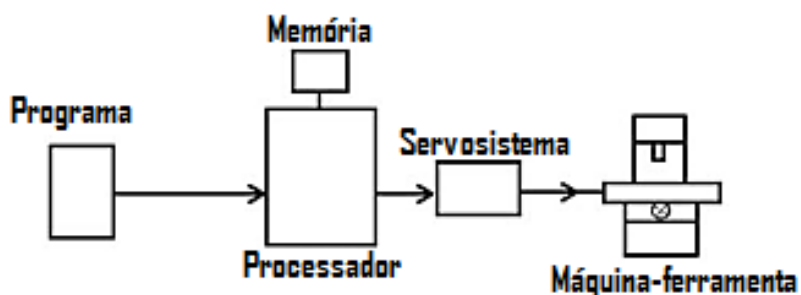 Memória
Programa
Servosistema
Processador
Máquina-ferramenta